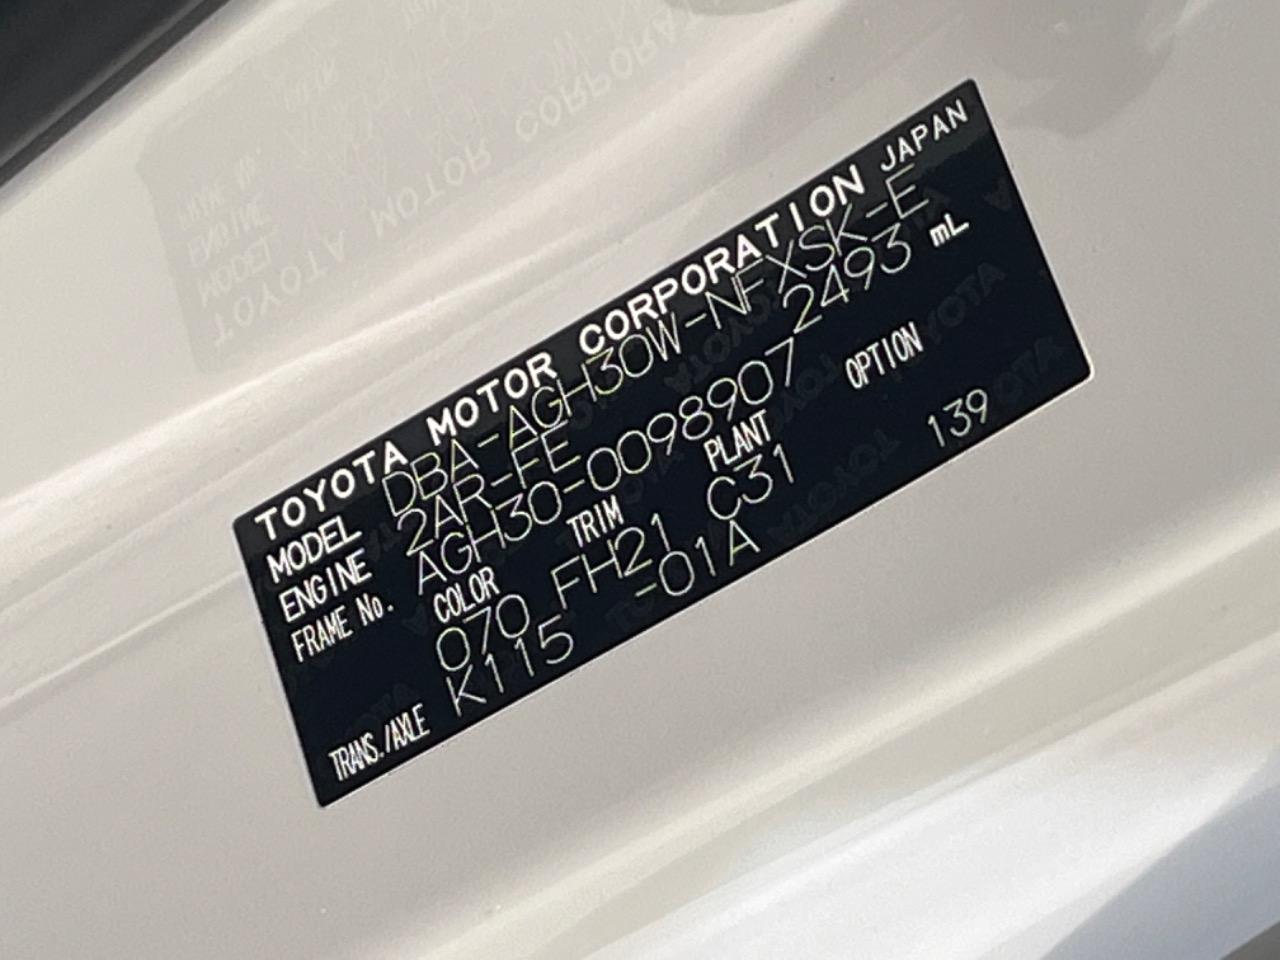 TOYOTA MOTOR CORPORATION JAPAN
MODEL DBA-AGH30W-NFXSK-E
ENGINE 2AR-FE 2493 mL
FRAME No. AGH30-0098907
COLOR TRIM PLANT OPTION
070 FH21 C31 139
TRANS./AXLE K115 -01A